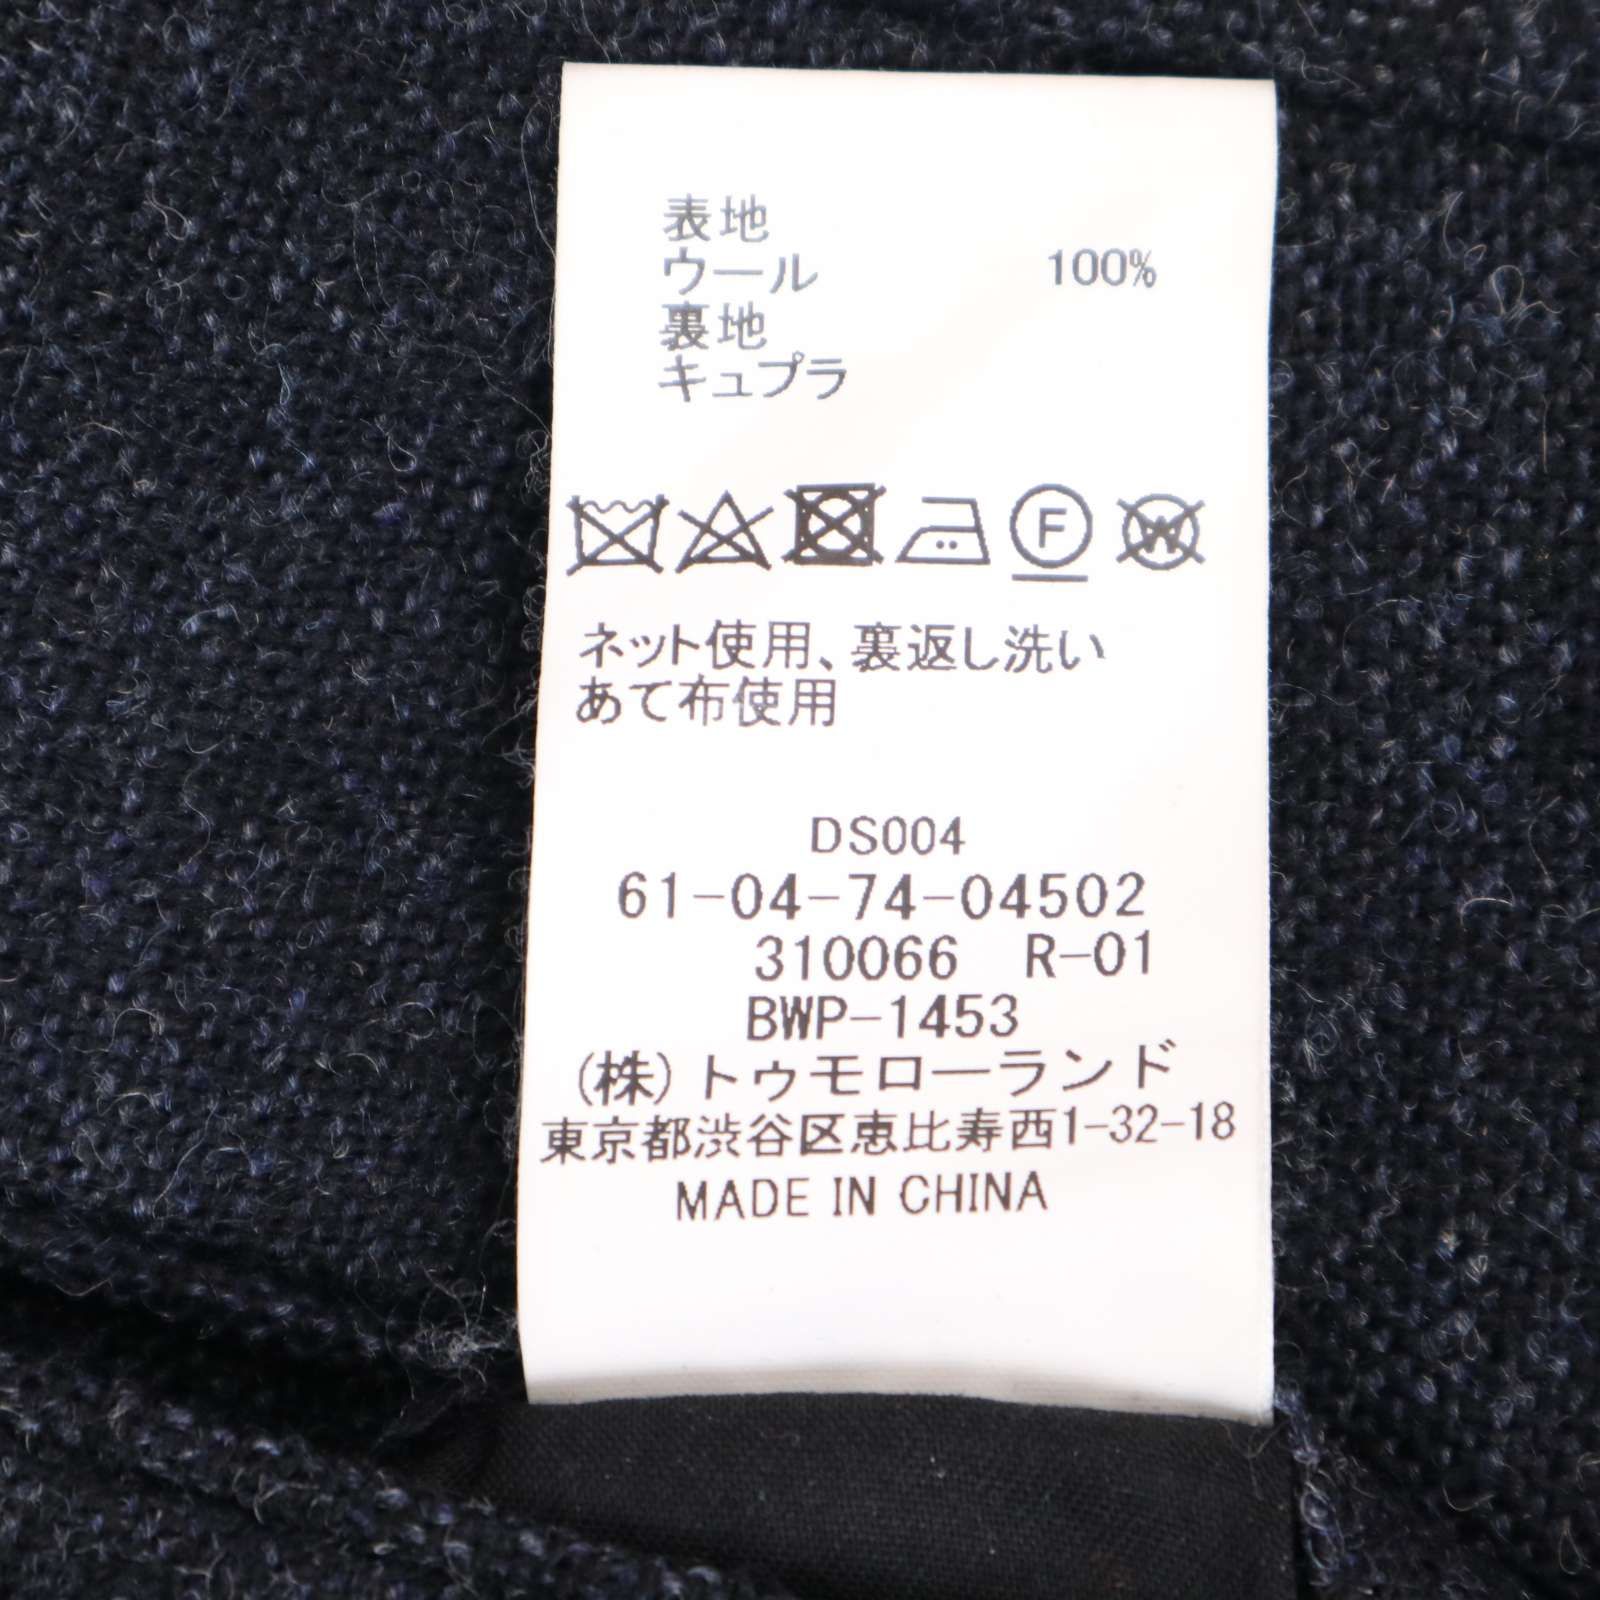 表地
ウール 100%
裏地
キュプラ
F
W
ネット使用、裏返し洗い
あて布使用
DS004
61-04-74-04502
310066 R-01
BWP-1453
(株)トゥモローランド
東京都渋谷区恵比寿西1-32-18
MADE IN CHINA